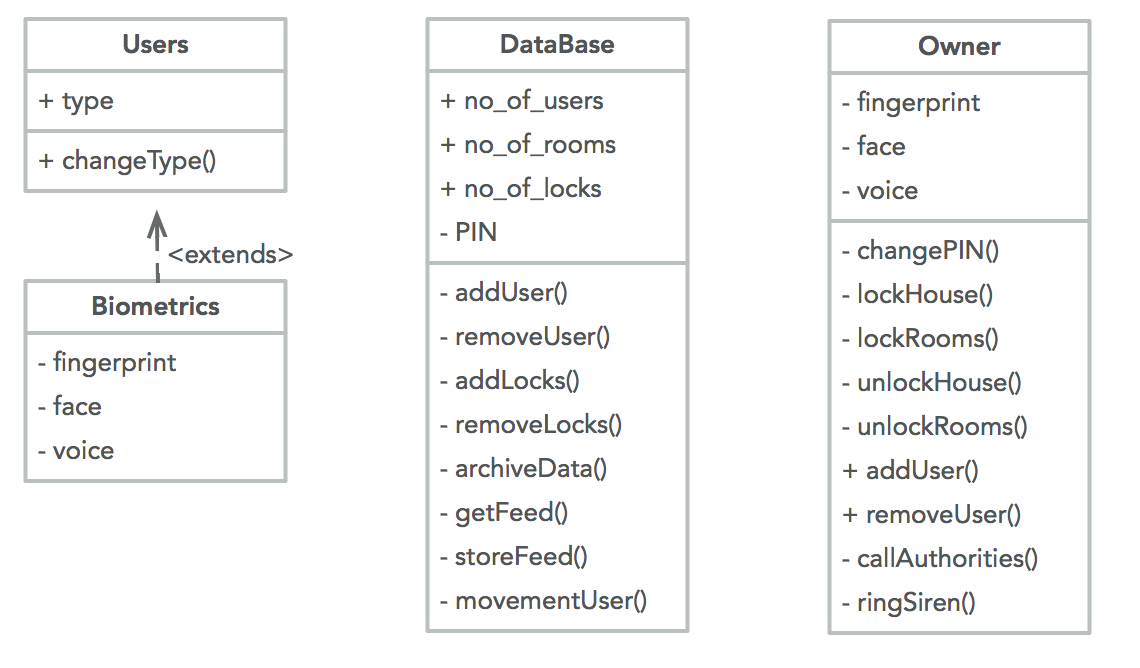 Users
+ type
+ changeType()
<extends>
Biometrics
- fingerprint
- face
- voice
DataBase
+ no_of_users
+ no_of_rooms
+ no_of_locks
- PIN
- addUser()
- removeUser()
- addLocks()
- removeLocks()
- archiveData()
- getFeed()
- storeFeed()
- movementUser()
Owner
- fingerprint
- face
- voice
- changePIN()
- lockHouse()
- lockRooms()
- unlockHouse()
- unlockRooms()
+ addUser()
+ removeUser()
- callAuthorities()
- ringSiren()